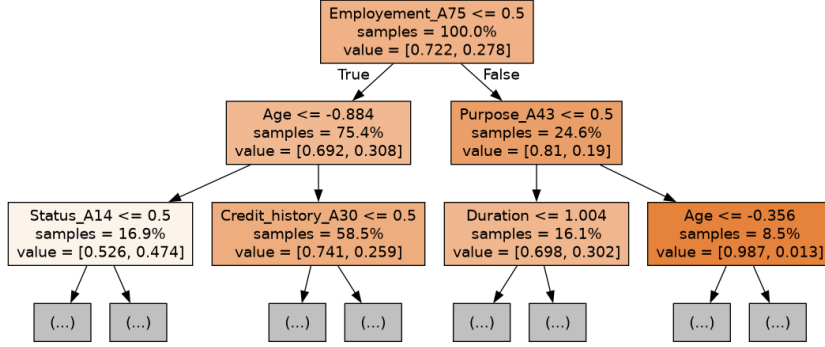 Employement_A75 <= 0.5
samples = 100.0%
value = [0.722, 0.278]
True
False
Age <= -0.884
samples = 75.4%
value = [0.692, 0.308]
Purpose_A43 <= 0.5
samples = 24.6%
value = [0.81, 0.19]
Status_A14 <= 0.5
samples = 16.9%
value = [0.526, 0.474]
Credit_history_A30 <= 0.5
samples = 58.5%
value = [0.741, 0.259]
Duration <= 1.004
samples = 16.1%
value = [0.698, 0.302]
Age <= -0.356
samples = 8.5%
value = [0.987, 0.013]
(...)
(...)
(...)
(...)
(...)
(...)
(...)
(...)